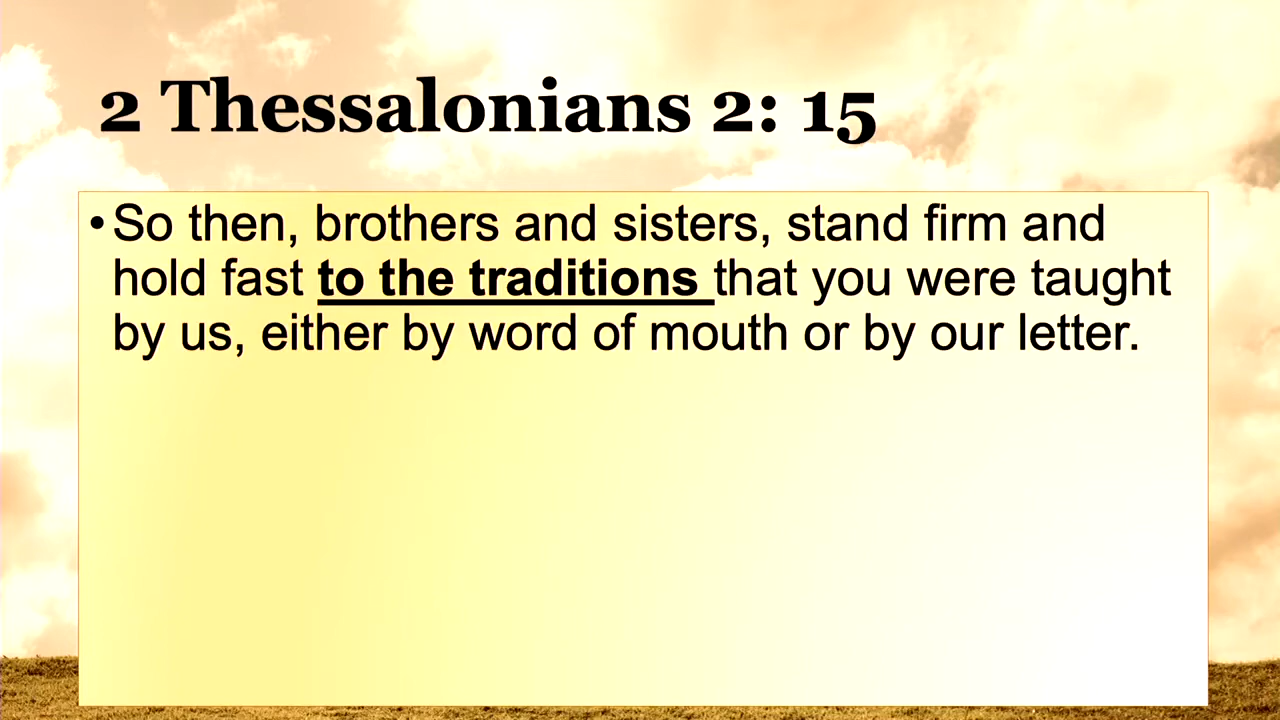 2 Thessalonians 2: 15
•So then, brothers and sisters, stand firm and
hold fast to the traditions that you were taught
by us, either by word of mouth or by our letter.